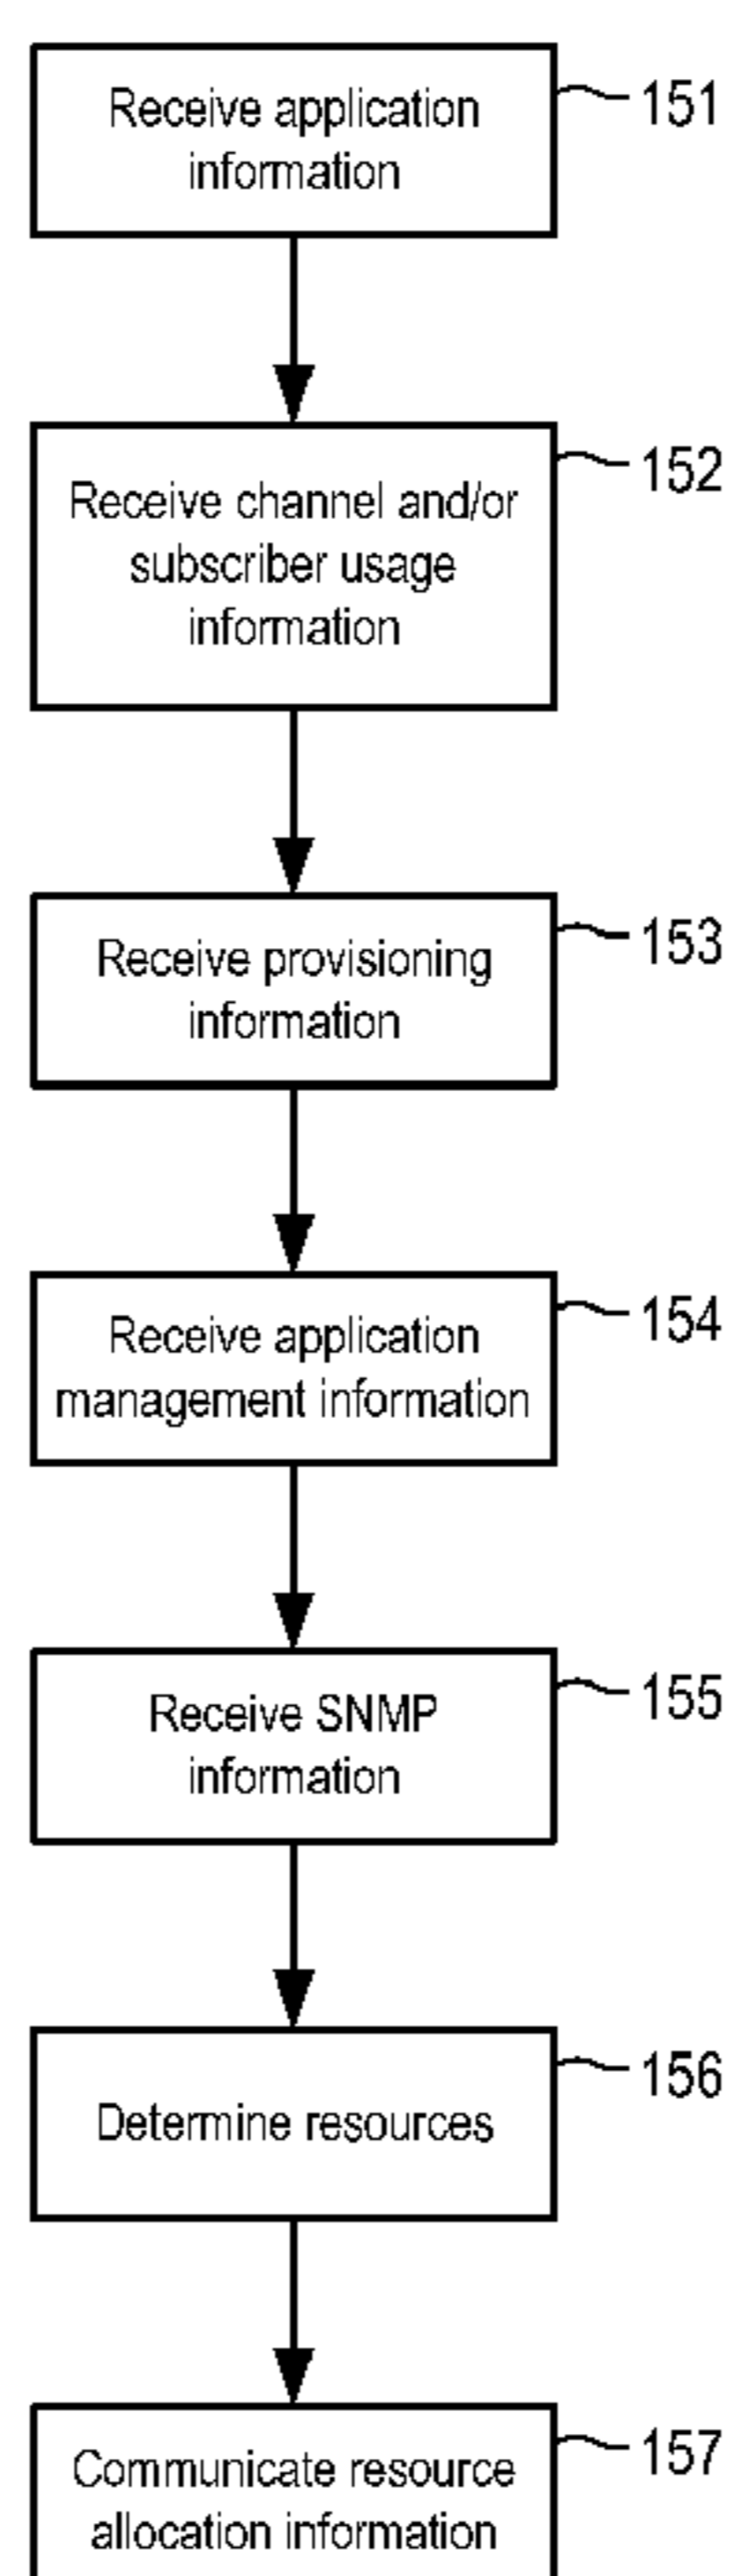 Receive application
information
151
Receive channel and/or
subscriber usage
information
152
Receive provisioning
information
153
Receive application
management information
154
Receive SNMP
information
155
Determine resources
156
Communicate resource
allocation information
157